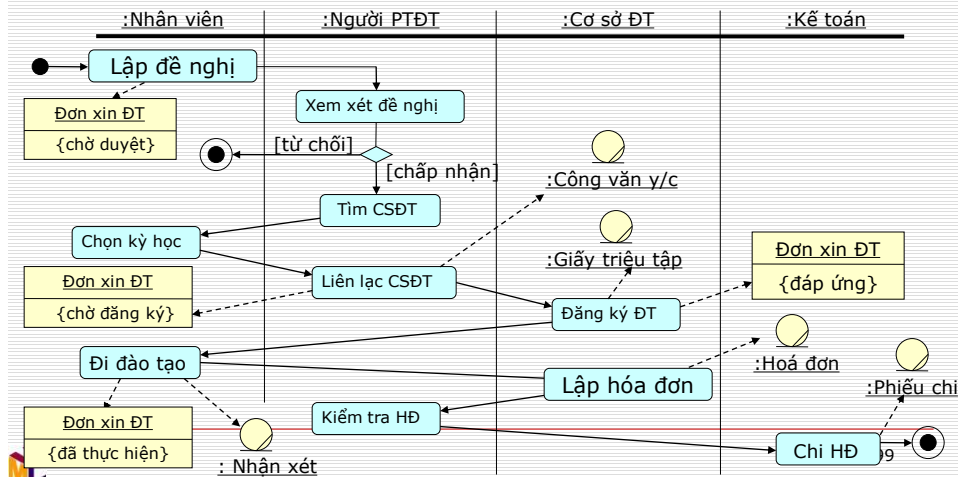 :Nhân viên
:Người PTĐT
:Cơ sở ĐT
:Kế toán
Lập đề nghị
Xem xét đề nghị
Đơn xin ĐT
{chờ duyệt}
[từ chối]
[chấp nhận]
:Công văn y/c
Tìm CSĐT
Chọn kỳ học
:Giấy triệu tập
Đơn xin ĐT
{đáp ứng}
Liên lạc CSĐT
Đơn xin ĐT
{chờ đăng ký}
Đăng ký ĐT
Đi đào tạo
:Hoá đơn
Lập hóa đơn
:Phiếu chi
Kiểm tra HĐ
Đơn xin ĐT
{đã thực hiện}
: Nhận xét
Chi HĐ